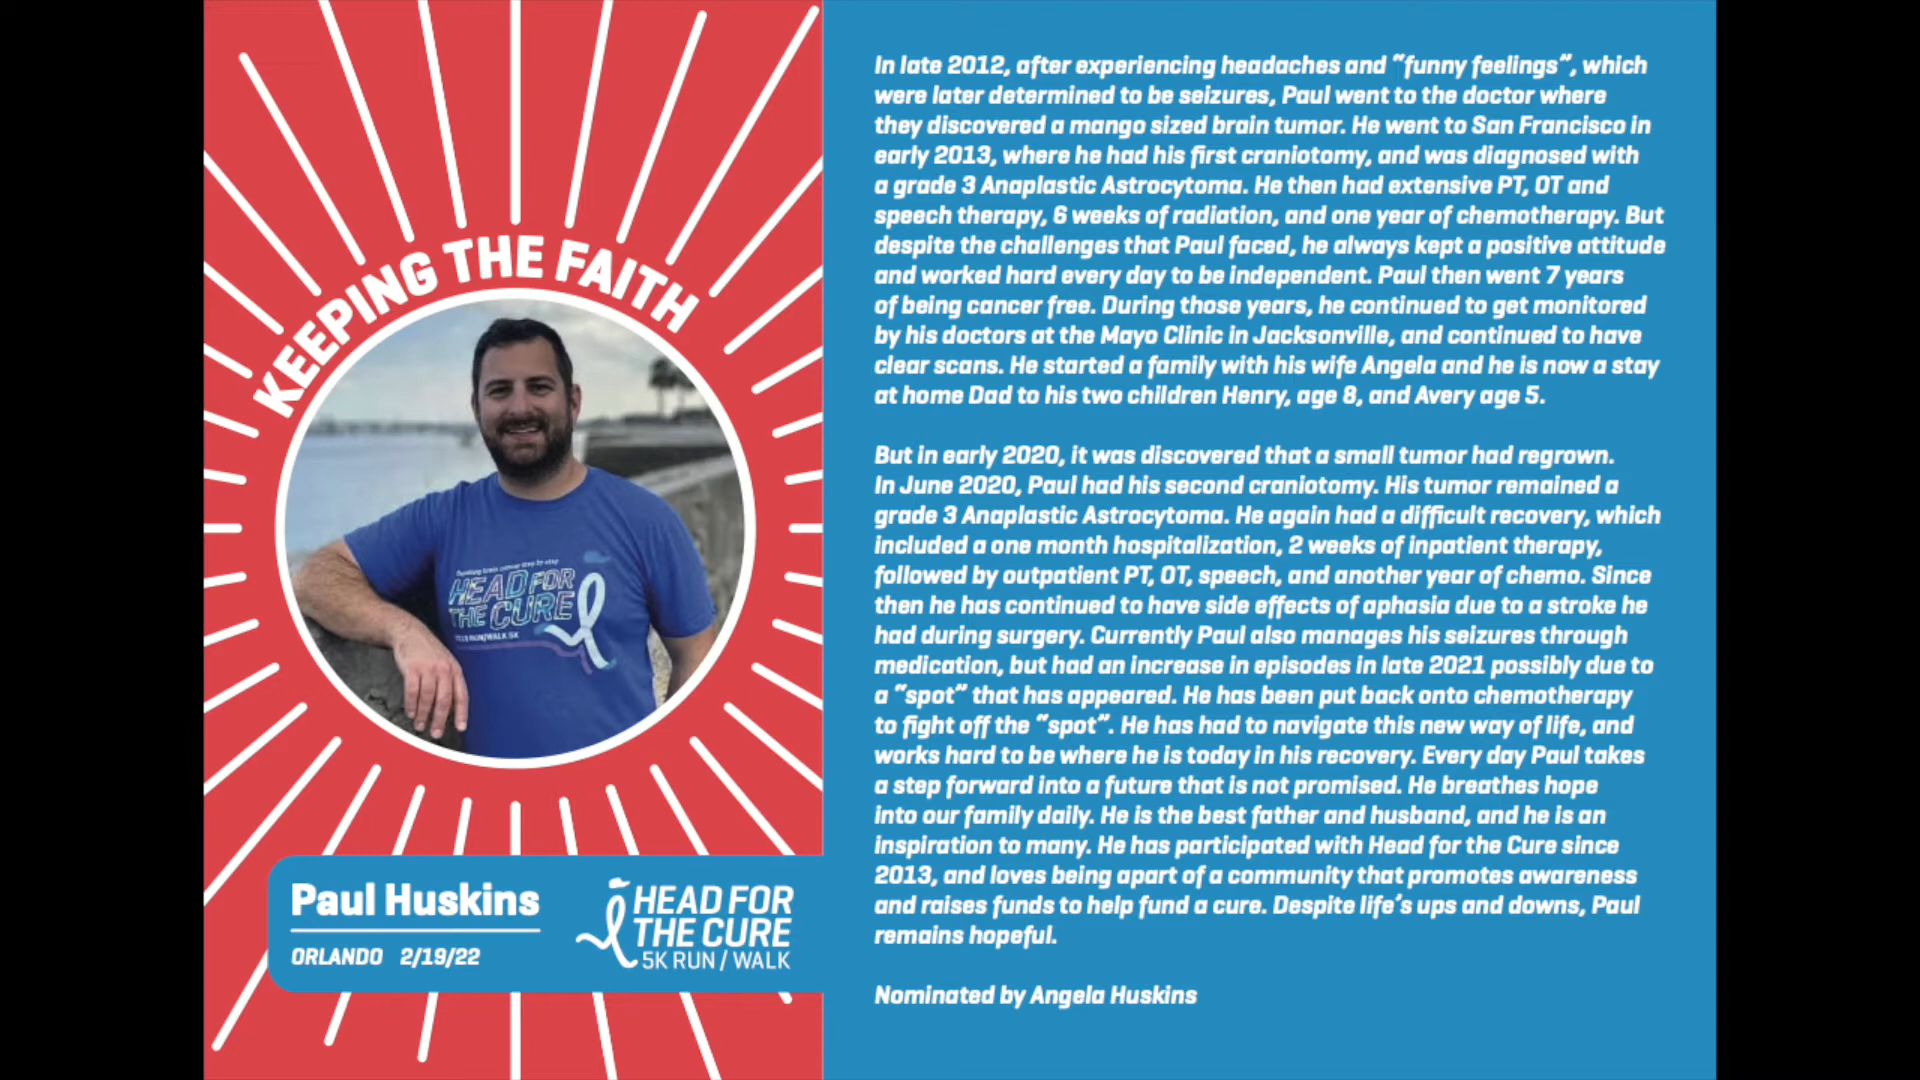 KEEPING THE FAITH
HEAD FOR
THE CURE
Paul Huskins
ORLANDO 2/19/22
HEAD FOR
THE CURE
5K RUN / WALK
In late 2012, after experiencing headaches and “funny feelings”, which
were later determined to be seizures, Paul went to the doctor where
they discovered a mango sized brain tumor. He went to San Francisco in
early 2013, where he had his first craniotomy, and was diagnosed with
a grade 3 Anaplastic Astrocytoma. He then had extensive PT, OT and
speech therapy, 6 weeks of radiation, and one year of chemotherapy. But
despite the challenges that Paul faced, he always kept a positive attitude
and worked hard every day to be independent. Paul then went 7 years
of being cancer free. During those years, he continued to get monitored
by his doctors at the Mayo Clinic in Jacksonville, and continued to have
clear scans. He started a family with his wife Angela and he is now a stay
at home Dad to his two children Henry, age 8, and Avery age 5.
But in early 2020, it was discovered that a small tumor had regrown.
In June 2020, Paul had his second craniotomy. His tumor remained a
grade 3 Anaplastic Astrocytoma. He again had a difficult recovery, which
included a one month hospitalization, 2 weeks of inpatient therapy,
followed by outpatient PT, OT, speech, and another year of chemo. Since
then he has continued to have side effects of aphasia due to a stroke he
had during surgery. Currently Paul also manages his seizures through
medication, but had an increase in episodes in late 2021 possibly due to
a “spot” that has appeared. He has been put back onto chemotherapy
to fight off the “spot”. He has had to navigate this new way of life, and
works hard to be where he is today in his recovery. Every day Paul takes
a step forward into a future that is not promised. He breathes hope
into our family daily. He is the best father and husband, and he is an
inspiration to many. He has participated with Head for the Cure since
2013, and loves being apart of a community that promotes awareness
and raises funds to help fund a cure. Despite life’s ups and downs, Paul
remains hopeful.
Nominated by Angela Huskins